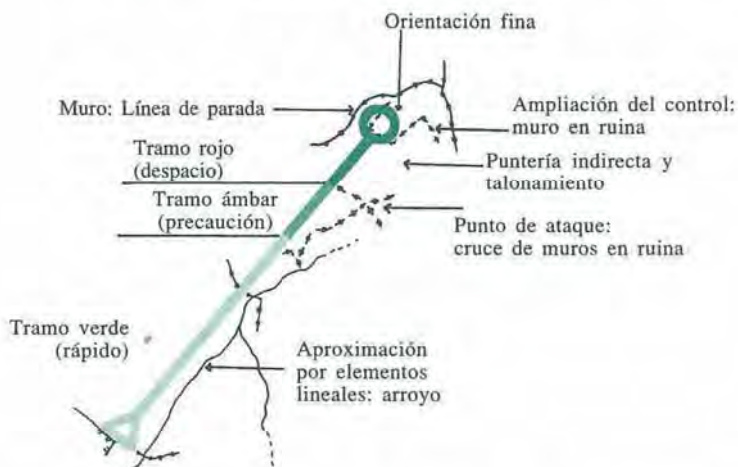 Orientación fina
Muro: Línea de parada
Ampliación del control:
muro en ruina
Tramo rojo
(despacio)
Puntería indirecta y
talonamiento
Tramo ámbar
(precaución)
Punto de ataque:
cruce de muros en ruina
Tramo verde
(rápido)
Aproximación
por elementos
lineales: arroyo